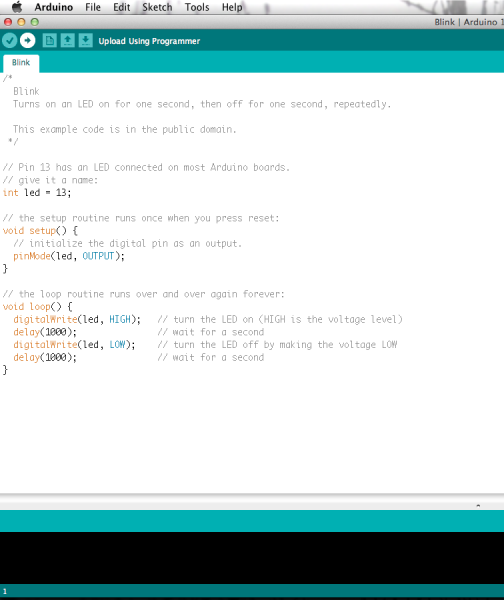 Arduino File Edit Sketch Tools Help
Blink | Arduino 1
Upload Using Programmer
Blink
/*
  Blink
  Turns on an LED on for one second, then off for one second, repeatedly.

  This example code is in the public domain.
 */

// Pin 13 has an LED connected on most Arduino boards.
// give it a name:
int led = 13;

// the setup routine runs once when you press reset:
void setup() {
  // initialize the digital pin as an output.
  pinMode(led, OUTPUT);
}

// the loop routine runs over and over again forever:
void loop() {
  digitalWrite(led, HIGH);   // turn the LED on (HIGH is the voltage level)
  delay(1000);               // wait for a second
  digitalWrite(led, LOW);    // turn the LED off by making the voltage LOW
  delay(1000);               // wait for a second
}
1